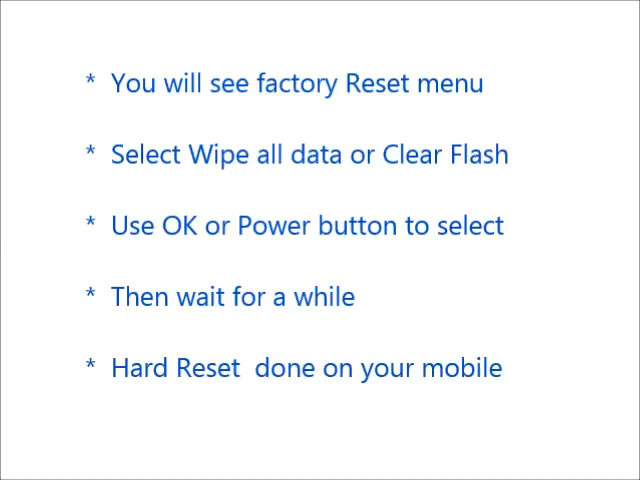 * You will see factory Reset menu
* Select Wipe all data or Clear Flash
* Use OK or Power button to select
* Then wait for a while
* Hard Reset  done on your mobile